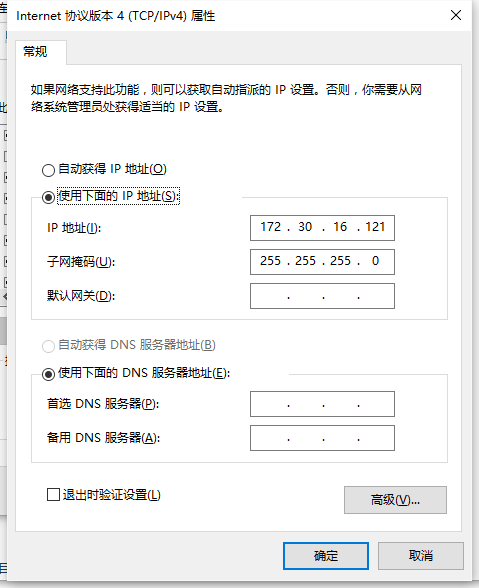 Internet 协议版本 4 (TCP/IPv4) 属性
常规
如果网络支持此功能，则可以获取自动指派的 IP 设置。否则，你需要从网
络系统管理员处获得适当的 IP 设置。
自动获得 IP 地址(O)
使用下面的 IP 地址(S):
IP 地址(I): 172 . 30 . 16 . 121
子网掩码(U): 255 . 255 . 255 . 0
默认网关(D): . . .
自动获得 DNS 服务器地址(B)
使用下面的 DNS 服务器地址(E):
首选 DNS 服务器(P): . . .
备用 DNS 服务器(A): . . .
退出时验证设置(L)
高级(V)...
确定 取消